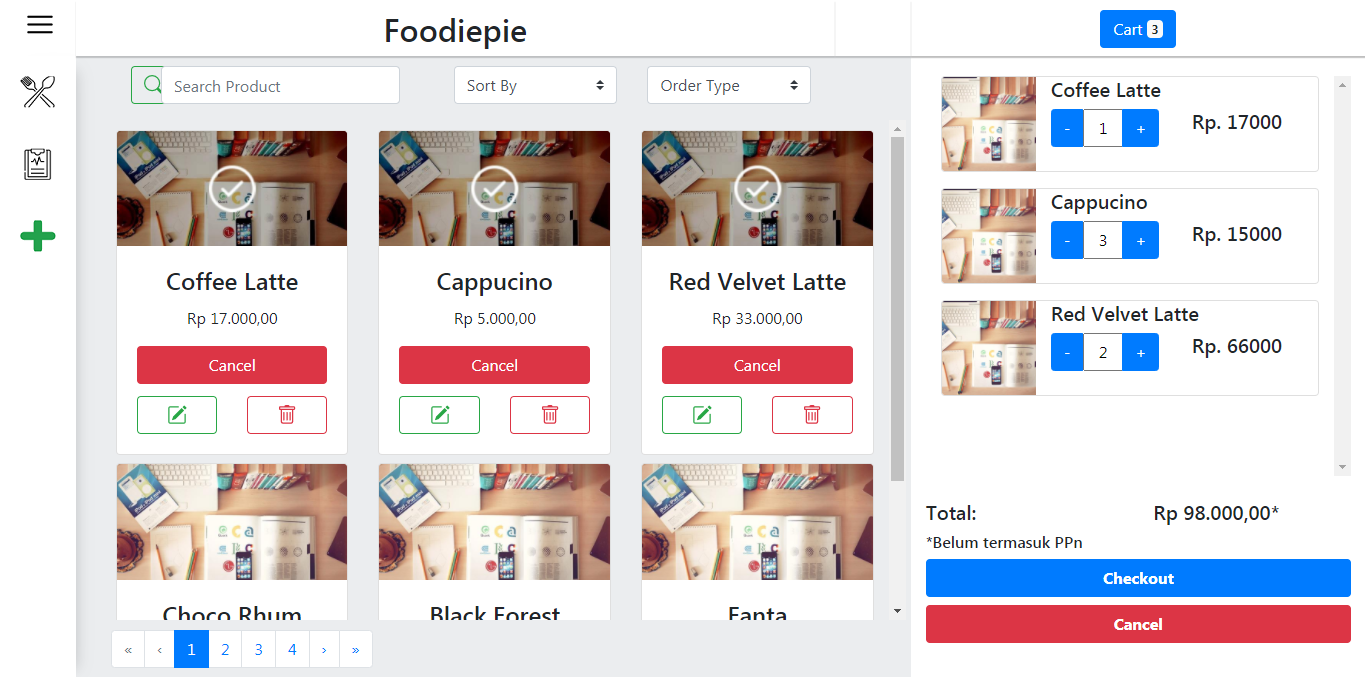 Foodiepie
Cart 3
Search Product
Sort By
Order Type
Coffee Latte
Rp 17.000,00
Cancel
Cappucino
Rp 5.000,00
Cancel
Red Velvet Latte
Rp 33.000,00
Cancel
Choco Rhum
Black Forest
Fanta
« ‹ 1 2 3 4 › »
Coffee Latte
- 1 + Rp. 17000
Cappucino
- 3 + Rp. 15000
Red Velvet Latte
- 2 + Rp. 66000
Total: Rp 98.000,00*
*Belum termasuk PPn
Checkout
Cancel